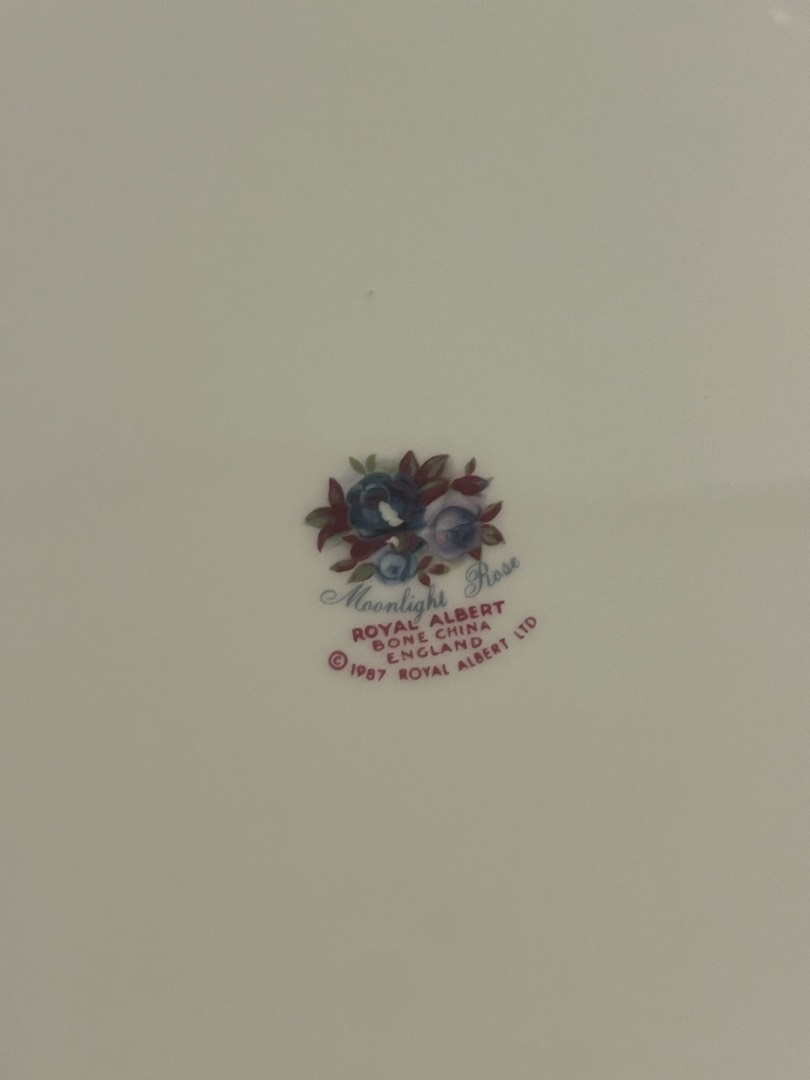 Moonlight Rose
ROYAL ALBERT
BONE CHINA
ENGLAND
© 1987 ROYAL ALBERT LTD